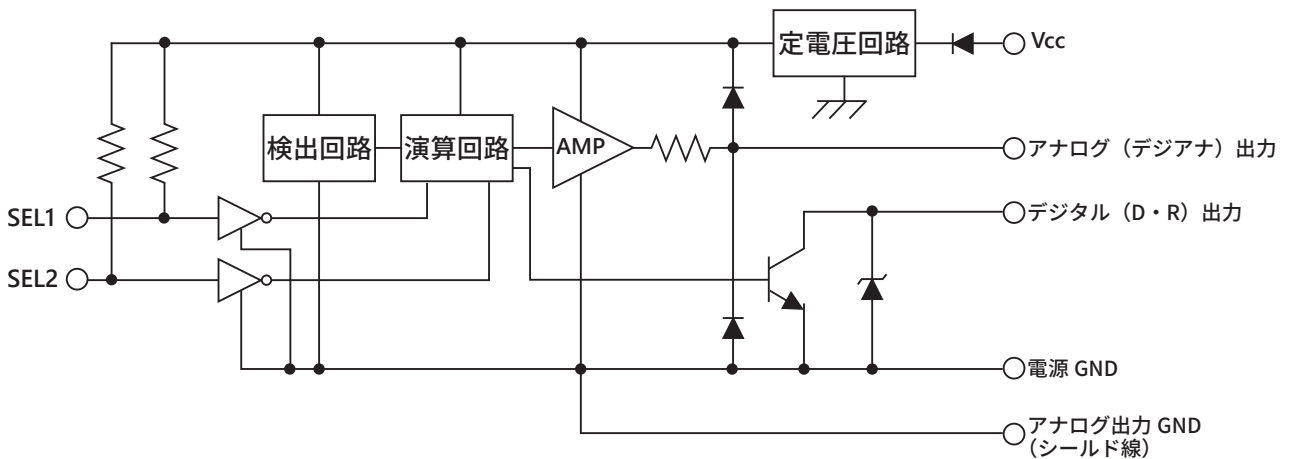 定電圧回路
Vcc
検出回路
演算回路
AMP
アナログ（デジアナ）出力
SEL1
デジタル（D・R）出力
SEL2
電源 GND
アナログ出力 GND
（シールド線）